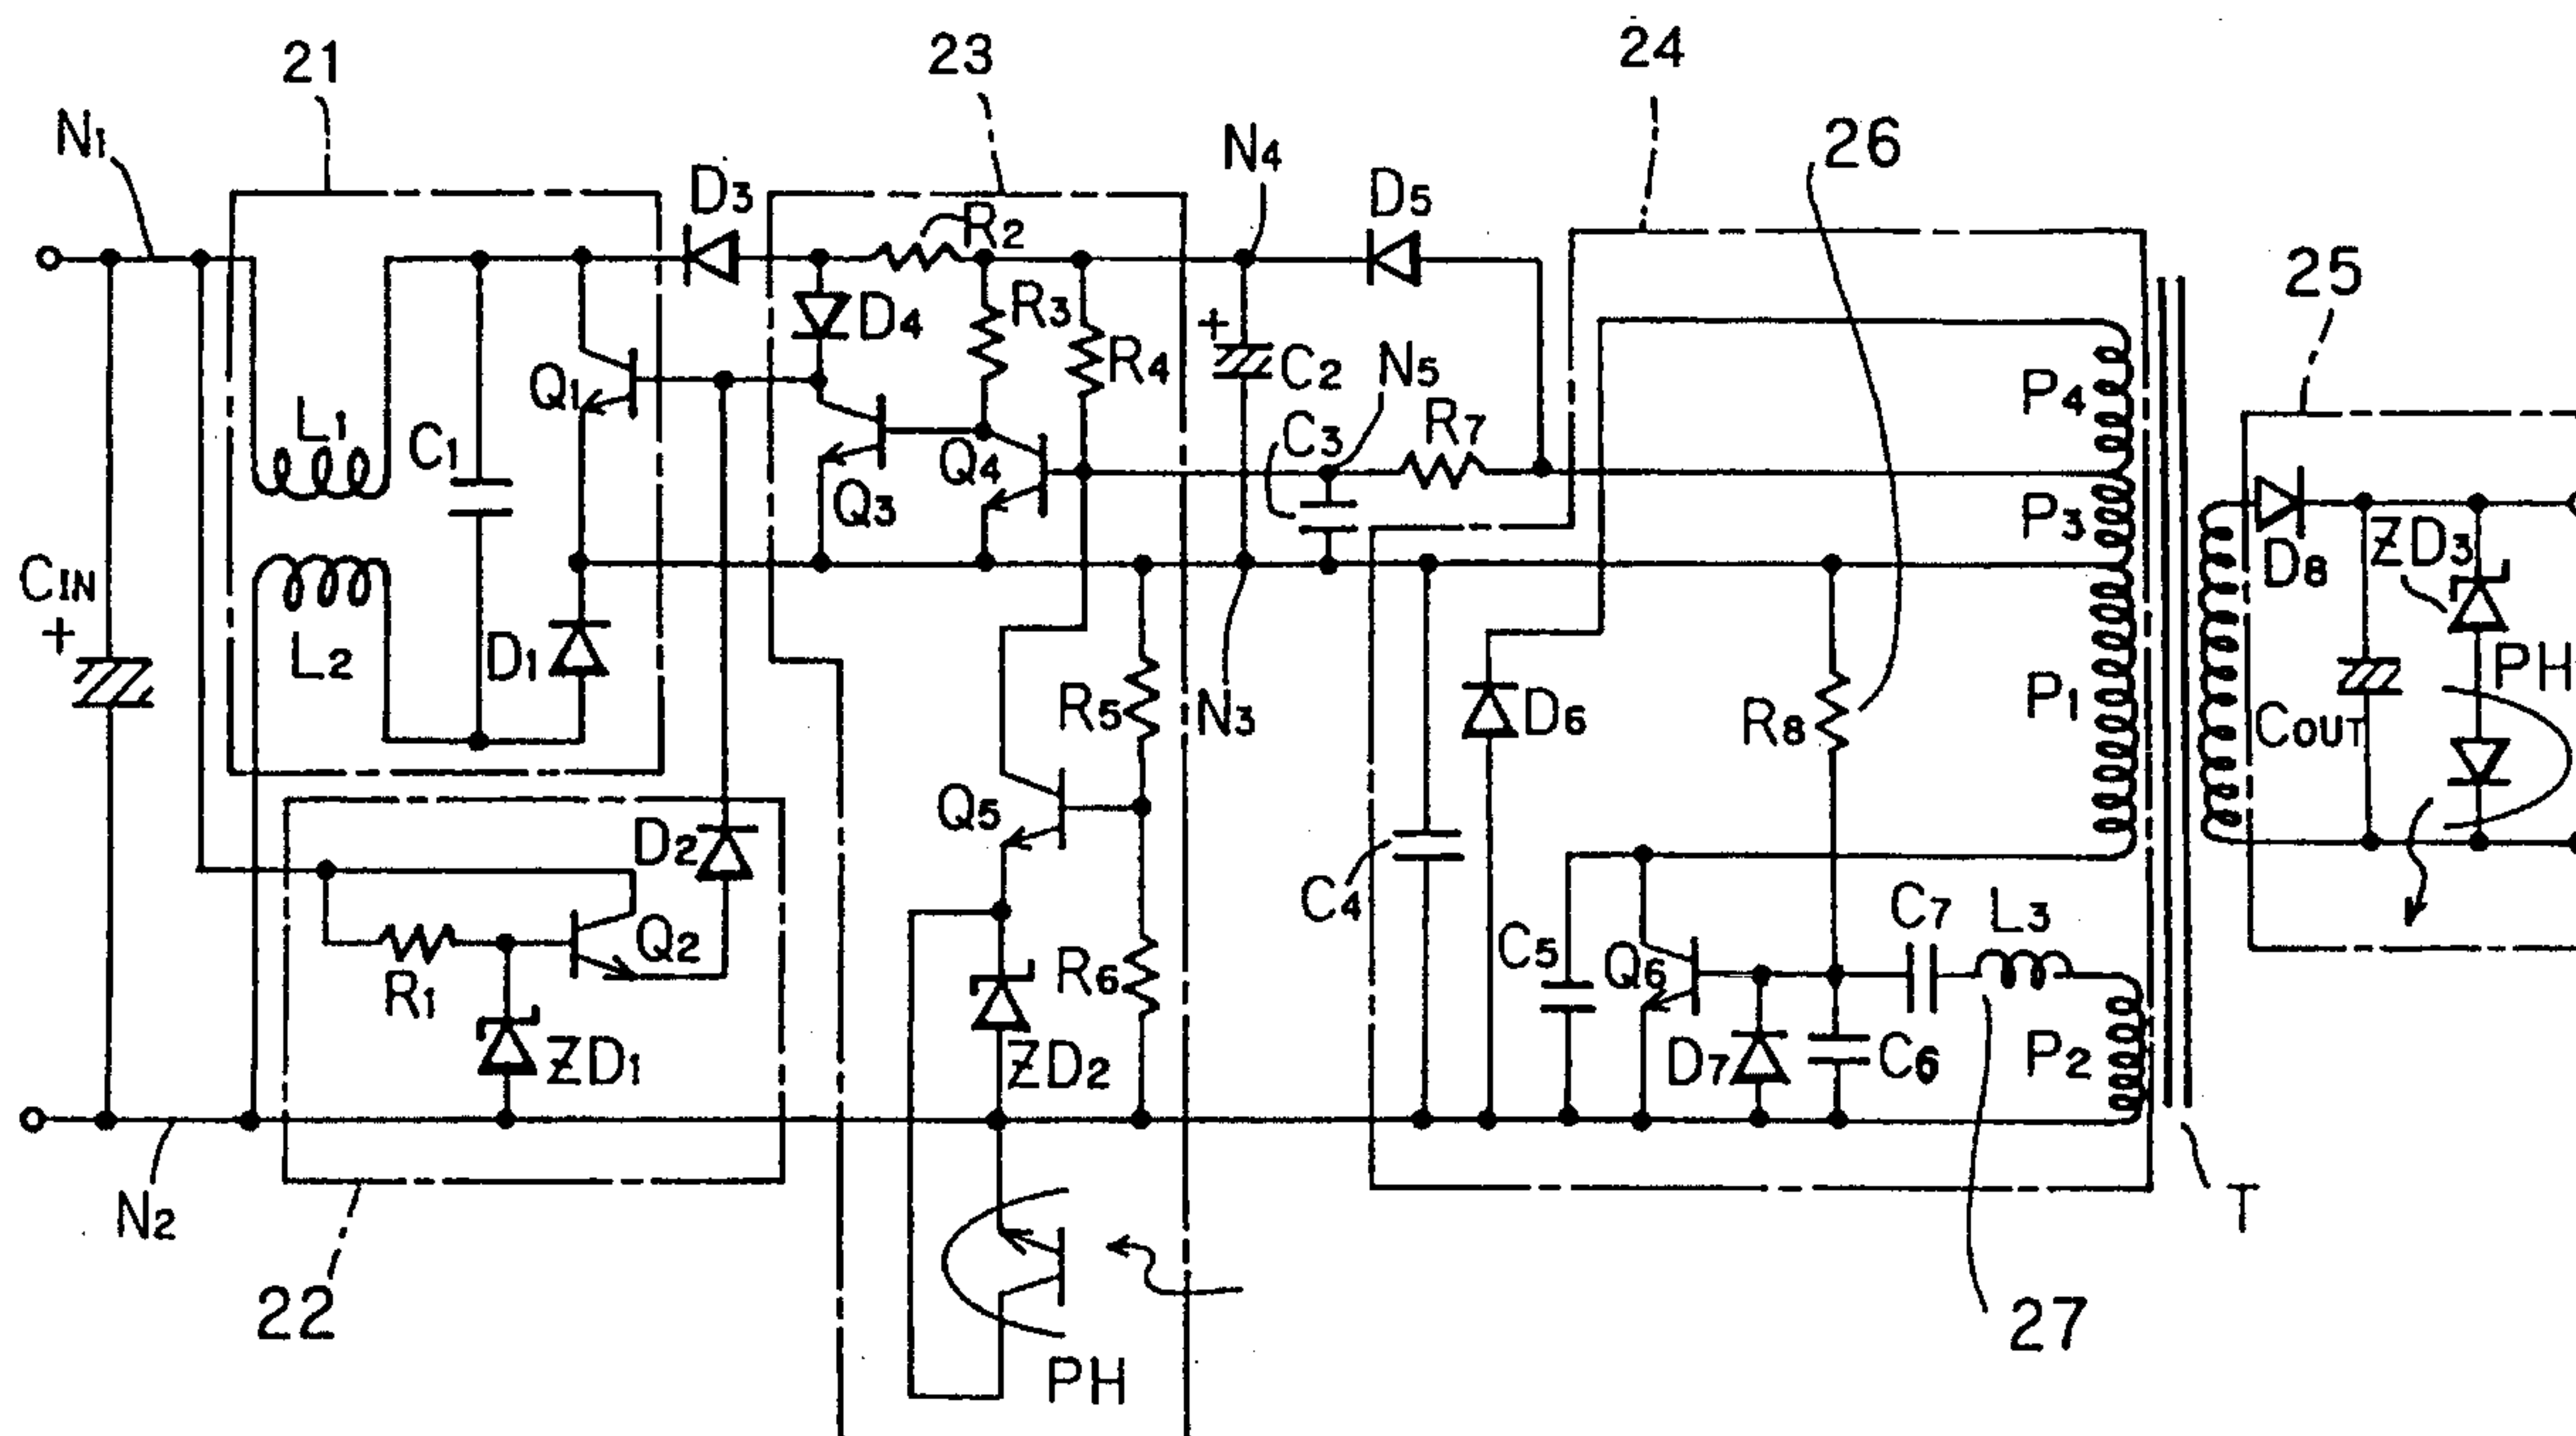 21
23
24
N1
N4
26
D3
R2
D5
25
D4
R3
R4
C2
N5
P4
Q1
L1
C1
C3
R7
Q4
Q3
P3
D8
ZD3
CIN
+
+
L2
D1
R5
N3
D6
R8
P1
COUT
PH
Q5
D2
C4
C7
L3
Q2
R1
C5
Q6
R6
ZD1
ZD2
D7
C6
P2
N2
T
22
PH
27